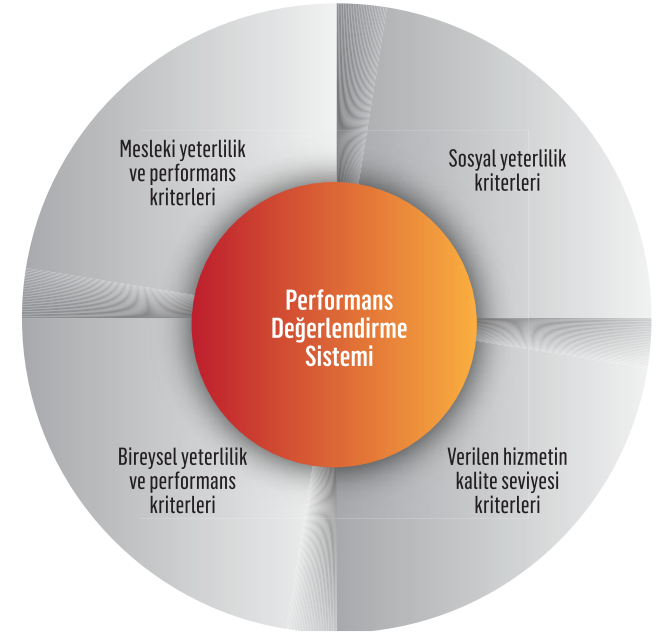 Mesleki yeterlilik
ve performans
kriterleri
Sosyal yeterlilik
kriterleri
Performans
Değerlendirme
Sistemi
Bireysel yeterlilik
ve performans
kriterleri
Verilen hizmetin
kalite seviyesi
kriterleri